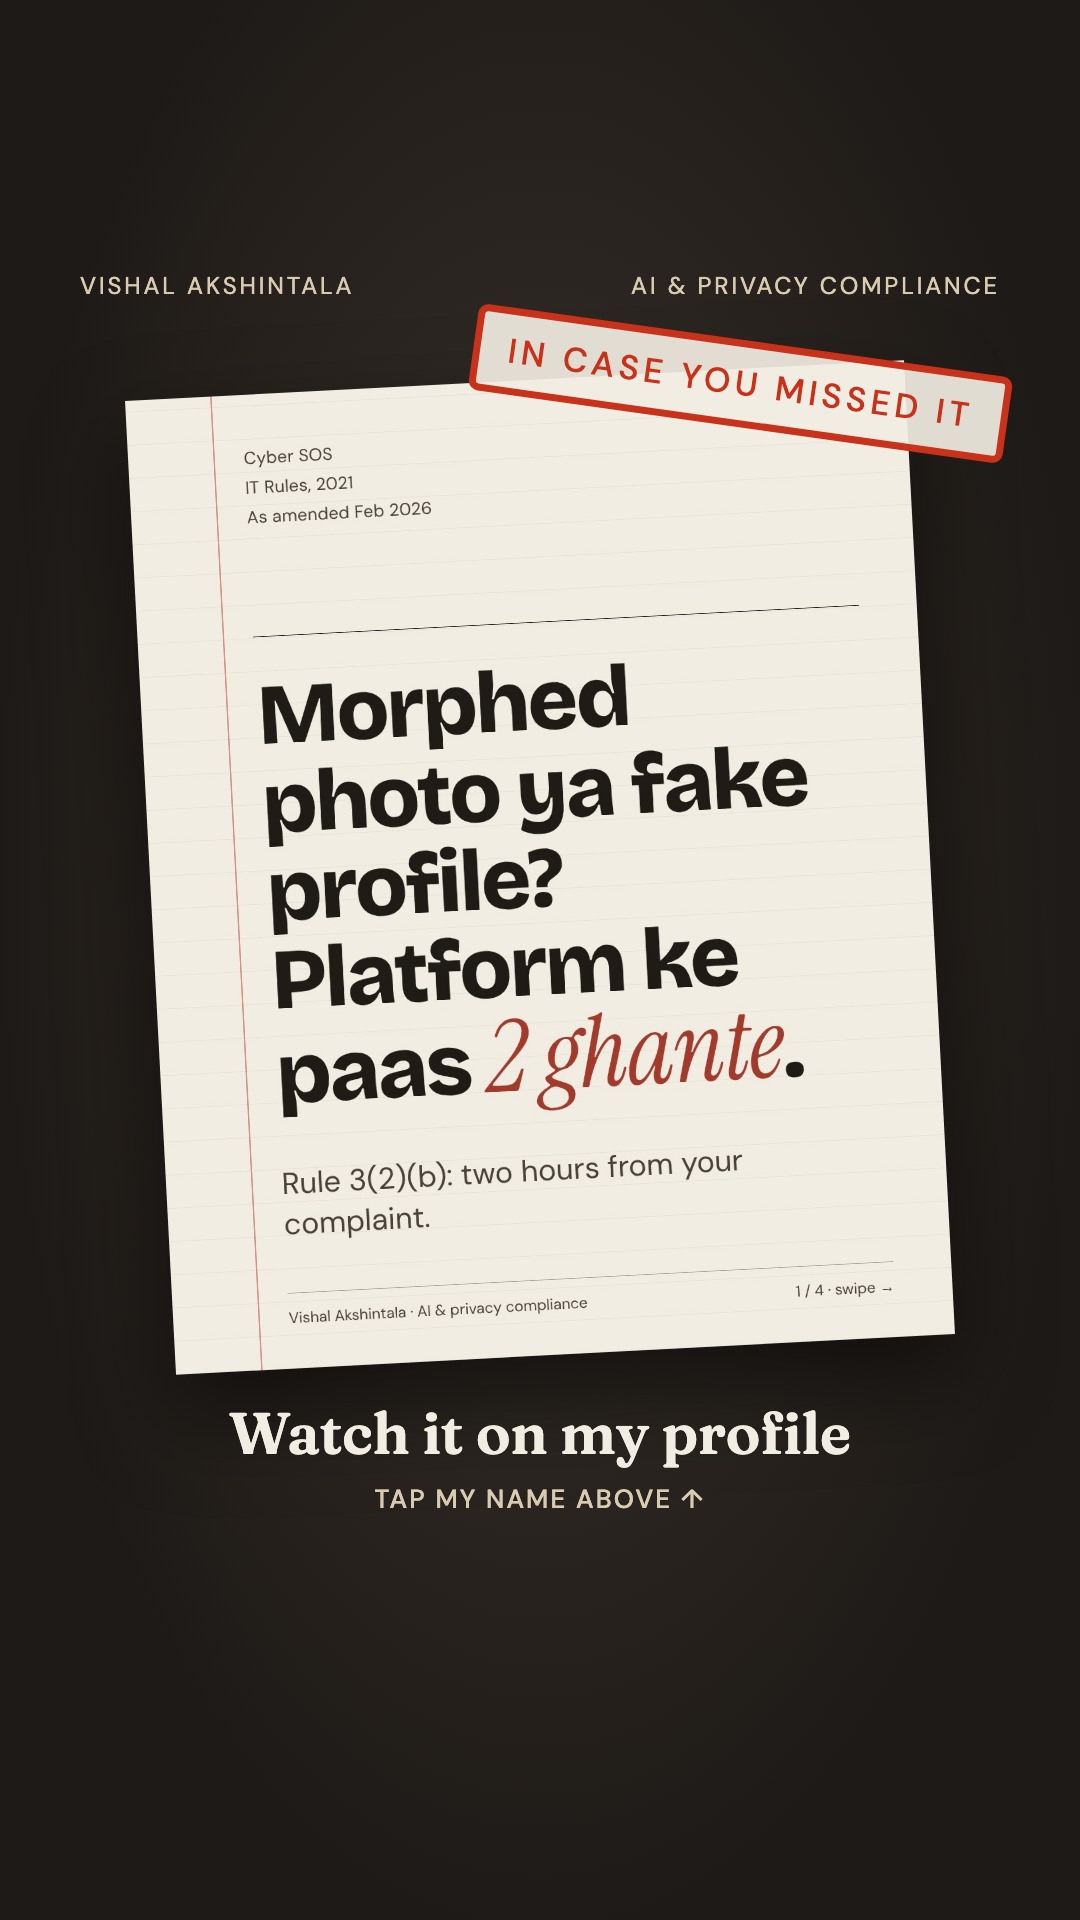 VISHAL AKSHINTALA
AI & PRIVACY COMPLIANCE
IN CASE YOU MISSED IT
Cyber SOS
IT Rules, 2021
As amended Feb 2026
Morphed
photo ya fake
profile?
Platform ke
paas 2 ghante.
Rule 3(2)(b): two hours from your
complaint.
Vishal Akshintala · AI & privacy compliance
1 / 4 · swipe →
Watch it on my profile
TAP MY NAME ABOVE ↑